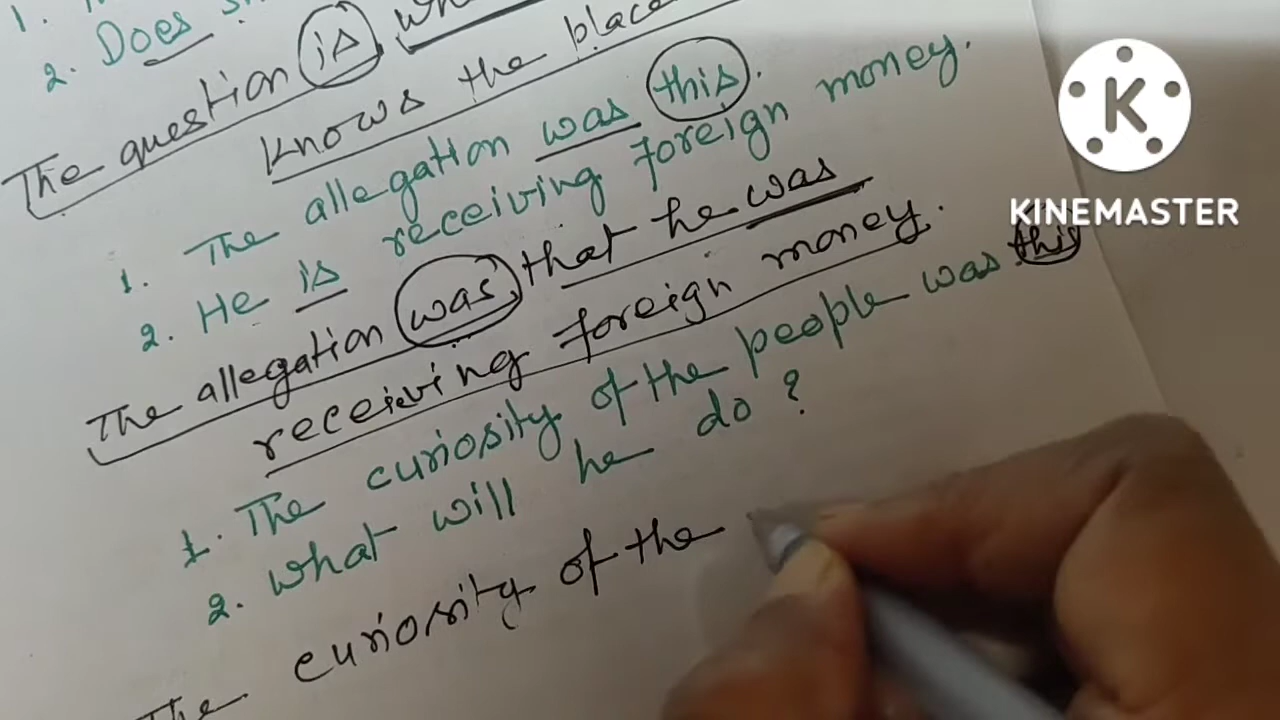 1.
2. Does
The question is
knows the place
1. The allegation was this.
2. He is receiving foreign money.
The allegation was that he was
receiving foreign money.
1. The curiosity of the people was this
2. What will he do?
The curiosity of the
KINEMASTER